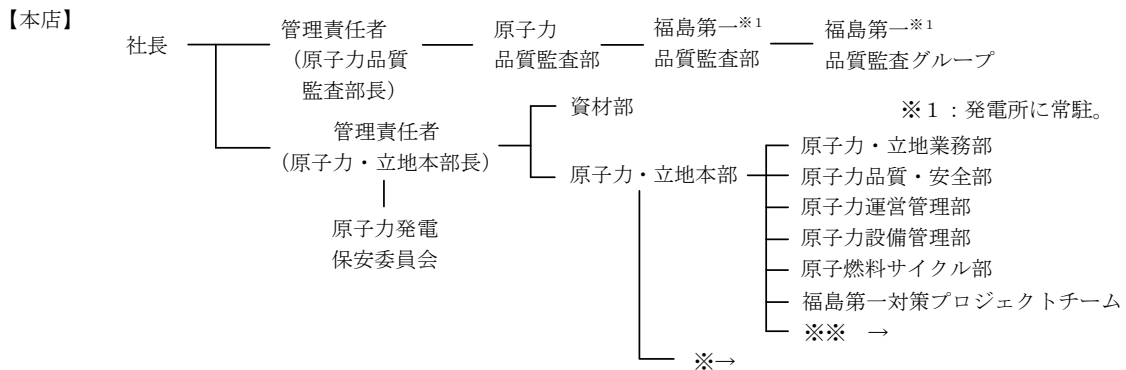 【本店】
社長
管理責任者
(原子力品質
監査部長)
原子力
品質監査部
福島第一※1
品質監査部
福島第一※1
品質監査グループ
※1：発電所に常駐。
管理責任者
(原子力・立地本部長)
原子力発電
保安委員会
資材部
原子力・立地本部
原子力・立地業務部
原子力品質・安全部
原子力運営管理部
原子力設備管理部
原子燃料サイクル部
福島第一対策プロジェクトチーム
※※ →
※→